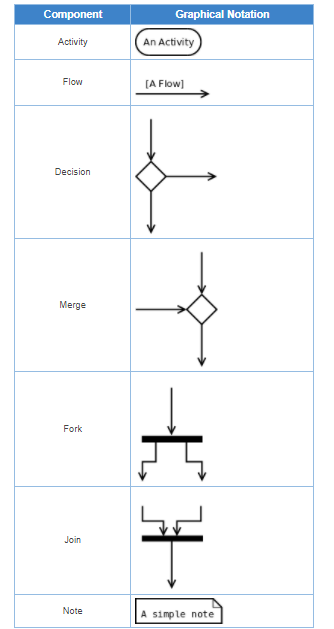 Component Graphical Notation
Activity An Activity
Flow [A Flow]
Decision
Merge
Fork
Join
Note A simple note